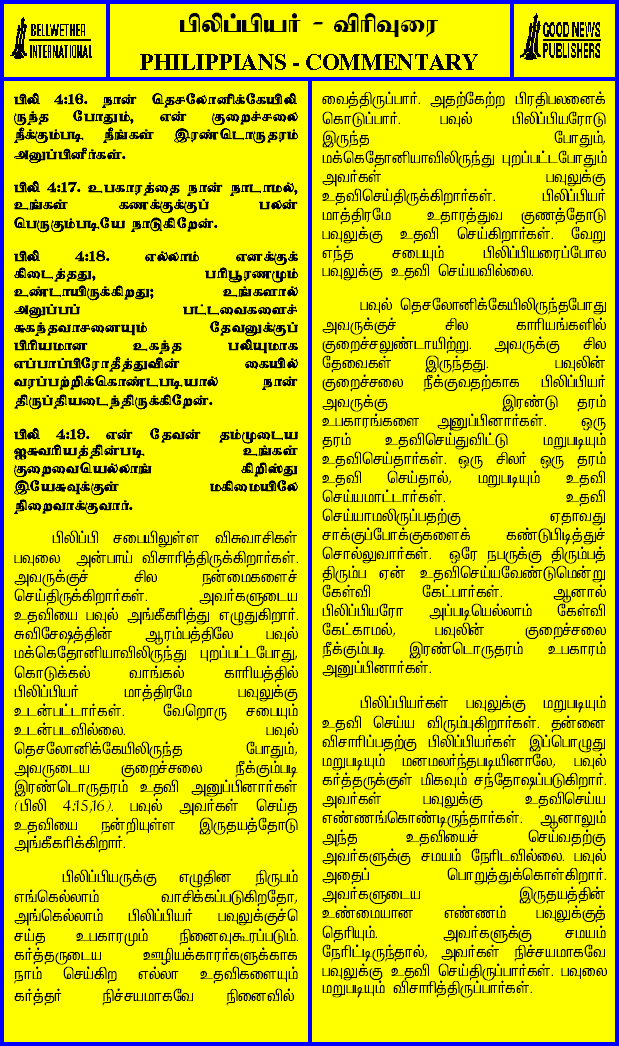 BELLWETHER
INTERNATIONAL
பிலிப்பியர் - விரிவுரை
PHILIPPIANS - COMMENTARY
GOOD NEWS
PUBLISHERS
பிலி 4:16. நான் தெசலோனிக்கேயிலி
ருந்த போதும், என் குறைச்சலை
நீக்கும்படி நீங்கள் இரண்டொருதரம்
அனுப்பினீர்கள்.
பிலி 4:17. உபகாரத்தை நான் நாடாமல்,
உங்கள் கணக்குக்குப் பலன்
பெருகும்படியே நாடுகிறேன்.
பிலி 4:18. எல்லாம் எனக்குக்
கிடைத்தது, பரிபூரணமும்
உண்டாயிருக்கிறது; உங்களால்
அனுப்பப் பட்டவைகளைச்
சுகந்தவாசனையும் தேவனுக்குப்
பிரியமான உகந்த பலியுமாக
எப்பாப்பிரோதீத்துவின் கையில்
வரப்பற்றிக்கொண்டபடியால் நான்
திருப்தியடைந்திருக்கிறேன்.
பிலி 4:19. என் தேவன் தம்முடைய
ஐசுவரியத்தின்படி உங்கள்
குறைவையெல்லாங் கிறிஸ்து
இயேசுவுக்குள் மகிமையிலே
நிறைவாக்குவார்.
பிலிப்பி சபையிலுள்ள விசுவாசிகள்
பவுலை அன்பாய் விசாரித்திருக்கிறார்கள்.
அவருக்குச் சில நன்மைகளைச்
செய்திருக்கிறார்கள். அவர்களுடைய
உதவியை பவுல் அங்கீகரித்து எழுதுகிறார்.
சுவிசேஷத்தின் ஆரம்பத்திலே பவுல்
மக்கெதோனியாவிலிருந்து புறப்பட்டபோது,
கொடுக்கல் வாங்கல் காரியத்தில்
பிலிப்பியர் மாத்திரமே பவுலுக்கு
உடன்பட்டார்கள். வேறொரு சபையும்
உடன்படவில்லை. பவுல்
தெசலோனிக்கேயிலிருந்த போதும்,
அவருடைய குறைச்சலை நீக்கும்படி
இரண்டொருதரம் உதவி அனுப்பினார்கள்
(பிலி 4:15,16). பவுல் அவர்கள் செய்த
உதவியை நன்றியுள்ள இருதயத்தோடு
அங்கீகரிக்கிறார்.
பிலிப்பியருக்கு எழுதின நிருபம்
எங்கெல்லாம் வாசிக்கப்படுகிறதோ,
அங்கெல்லாம் பிலிப்பியர் பவுலுக்குச்செ
சய்த உபகாரமும் நினைவுகூரப்படும்.
கர்த்தருடைய ஊழியக்காரர்களுக்காக
நாம் செய்கிற எல்லா உதவிகளையும்
கர்த்தர் நிச்சயமாகவே நினைவில்
வைத்திருப்பார். அதற்கேற்ற பிரதிபலனைக்
கொடுப்பார். பவுல் பிலிப்பியரோடு
இருந்த போதும்,
மக்கெதோனியாவிலிருந்து புறப்பட்டபோதும்
அவர்கள் பவுலுக்கு
உதவிசெய்திருக்கிறார்கள். பிலிப்பியர்
மாத்திரமே உதாரத்துவ குணத்தோடு
பவுலுக்கு உதவி செய்கிறார்கள். வேறு
எந்த சபையும் பிலிப்பியரைப்போல
பவுலுக்கு உதவி செய்யவில்லை.
பவுல் தெசலோனிக்கேயிலிருந்தபோது
அவருக்குச் சில காரியங்களில்
குறைச்சலுண்டாயிற்று. அவருக்கு சில
தேவைகள் இருந்தது. பவுலின்
குறைச்சலை நீக்குவதற்காக பிலிப்பியர்
அவருக்கு இரண்டு தரம்
உபகாரங்களை அனுப்பினார்கள். ஒரு
தரம் உதவிசெய்துவிட்டு மறுபடியும்
உதவிசெய்தார்கள். ஒரு சிலர் ஒரு தரம்
உதவி செய்தால், மறுபடியும் உதவி
செய்யமாட்டார்கள். உதவி
செய்யாமலிருப்பதற்கு ஏதாவது
சாக்குப்போக்குகளைக் கண்டுபிடித்துச்
சொல்லுவார்கள். ஒரே நபருக்கு திரும்பத்
திரும்ப ஏன் உதவிசெய்யவேண்டுமென்று
கேள்வி கேட்பார்கள். ஆனால்
பிலிப்பியரோ அப்படியெல்லாம் கேள்வி
கேட்காமல், பவுலின் குறைச்சலை
நீக்கும்படி இரண்டொருதரம் உபகாரம்
அனுப்பினார்கள்.
பிலிப்பியர்கள் பவுலுக்கு மறுபடியும்
உதவி செய்ய விரும்புகிறார்கள். தன்னை
விசாரிப்பதற்கு பிலிப்பியர்கள் இப்பொழுது
மறுபடியும் மனமலர்ந்தபடியினாலே, பவுல்
கர்த்தருக்குள் மிகவும் சந்தோஷப்படுகிறார்.
அவர்கள் பவுலுக்கு உதவிசெய்ய
எண்ணங்கொண்டிருந்தார்கள். ஆனாலும்
அந்த உதவியைச் செய்வதற்கு
அவர்களுக்கு சமயம் நேரிடவில்லை. பவுல்
அதைப் பொறுத்துக்கொள்கிறார்.
அவர்களுடைய இருதயத்தின்
உண்மையான எண்ணம் பவுலுக்குத்
தெரியும். அவர்களுக்கு சமயம்
நேரிட்டிருந்தால், அவர்கள் நிச்சயமாகவே
பவுலுக்கு உதவி செய்திருப்பார்கள். பவுலை
மறுபடியும் விசாரித்திருப்பார்கள்.